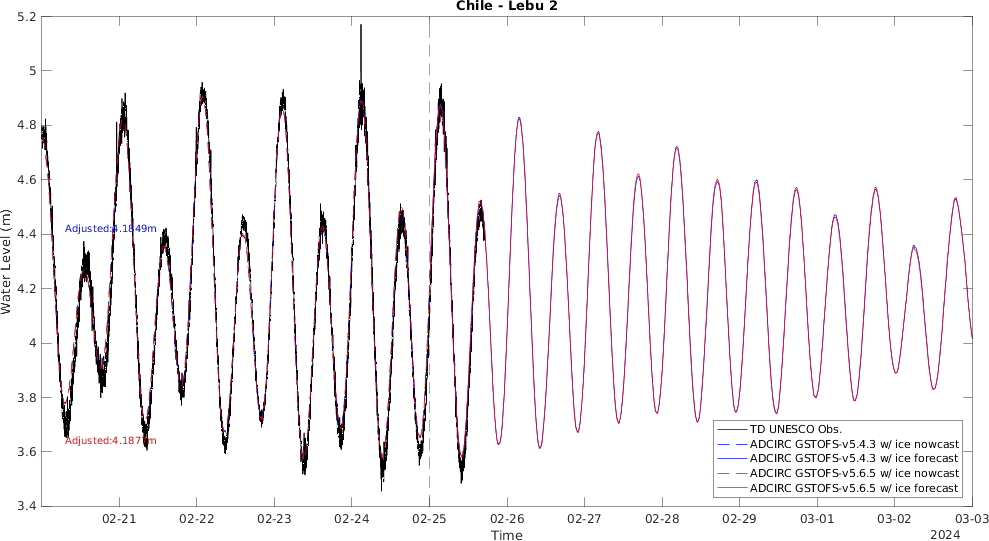 Chile - Lebu 2
5.2
5
4.8
4.6
4.4
4.2
4
3.8
3.6
3.4
Water Level (m)
Adjusted:4.1849m
Adjusted:4.1877m
TD UNESCO Obs.
ADCIRC GSTOFS-v5.4.3 w/ ice nowcast
ADCIRC GSTOFS-v5.4.3 w/ ice forecast
ADCIRC GSTOFS-v5.6.5 w/ ice nowcast
ADCIRC GSTOFS-v5.6.5 w/ ice forecast
02-21 02-22 02-23 02-24 02-25 02-26 02-27 02-28 02-29 03-01 03-02 03-03
Time
2024